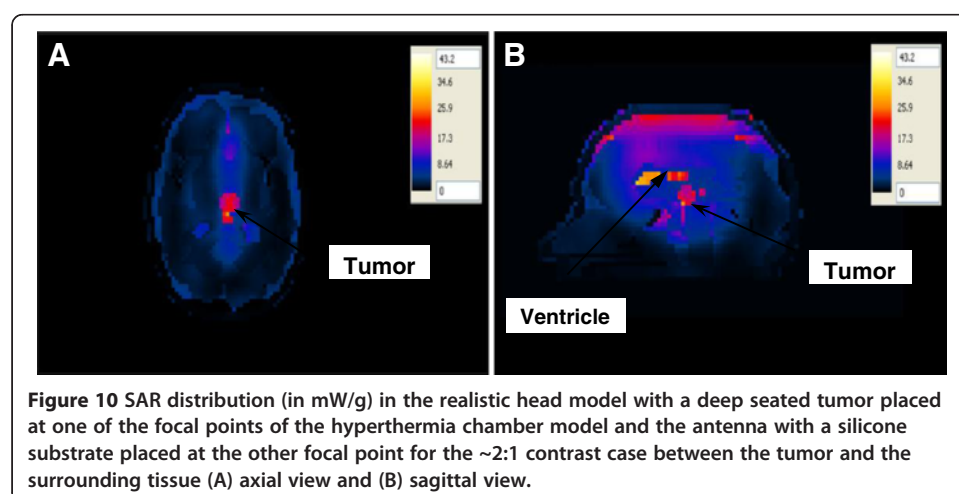 A
43.2
34.6
25.9
17.3
8.64
0
Tumor
B
43.2
34.6
25.9
17.3
8.64
0
Tumor
Ventricle
Figure 10 SAR distribution (in mW/g) in the realistic head model with a deep seated tumor placed
at one of the focal points of the hyperthermia chamber model and the antenna with a silicone
substrate placed at the other focal point for the ~2:1 contrast case between the tumor and the
surrounding tissue (A) axial view and (B) sagittal view.